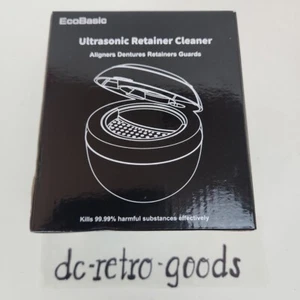 EcoBasic
Ultrasonic Retainer Cleaner
Aligners Dentures Retainers Guards
Kills 99.99% harmful substances effectively
dc-retro-goods